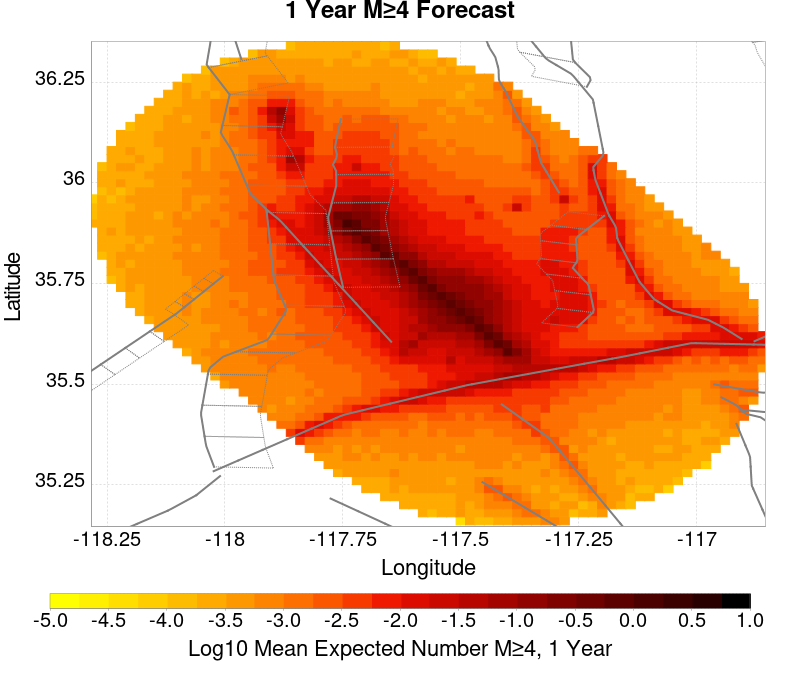 1 Year M≥4 Forecast
36.25
36
35.75
35.5
35.25
Latitude
-118.25 -118 -117.75 -117.5 -117.25 -117
Longitude
-5.0 -4.5 -4.0 -3.5 -3.0 -2.5 -2.0 -1.5 -1.0 -0.5 0.0 0.5 1.0
Log10 Mean Expected Number M≥4, 1 Year